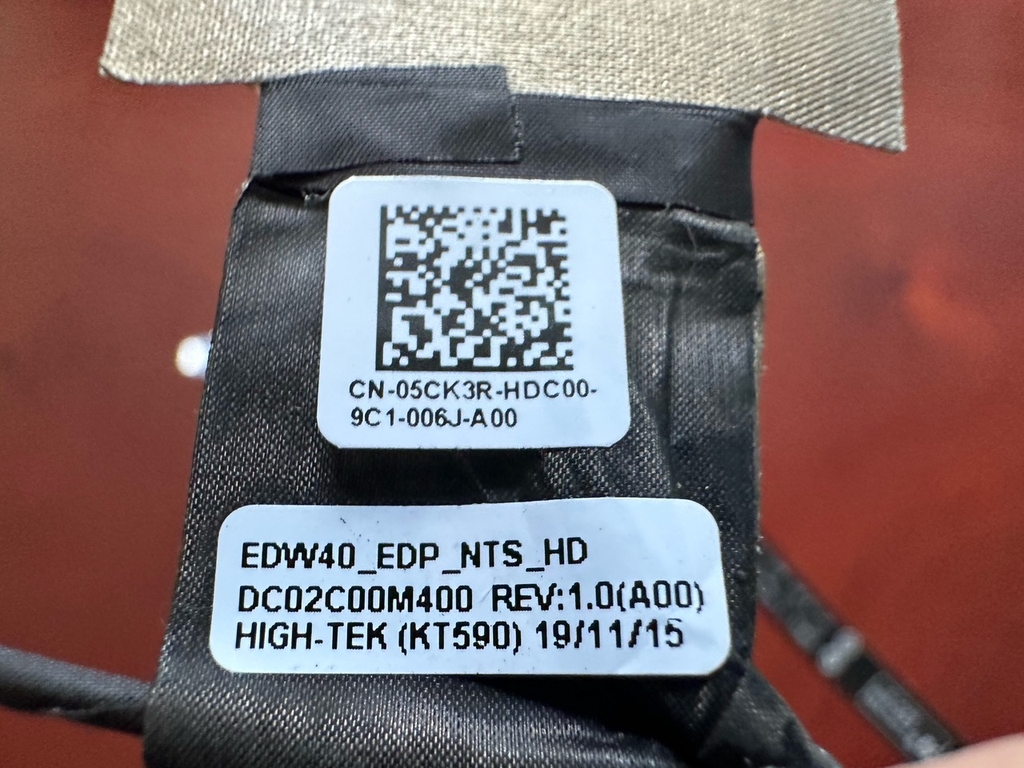 CN-05CK3R-HDC00-
9C1-006J-A00
EDW40_EDP_NTS_HD
DC02C00M400 REV:1.0(A00)
HIGH-TEK (KT590) 19/11/15